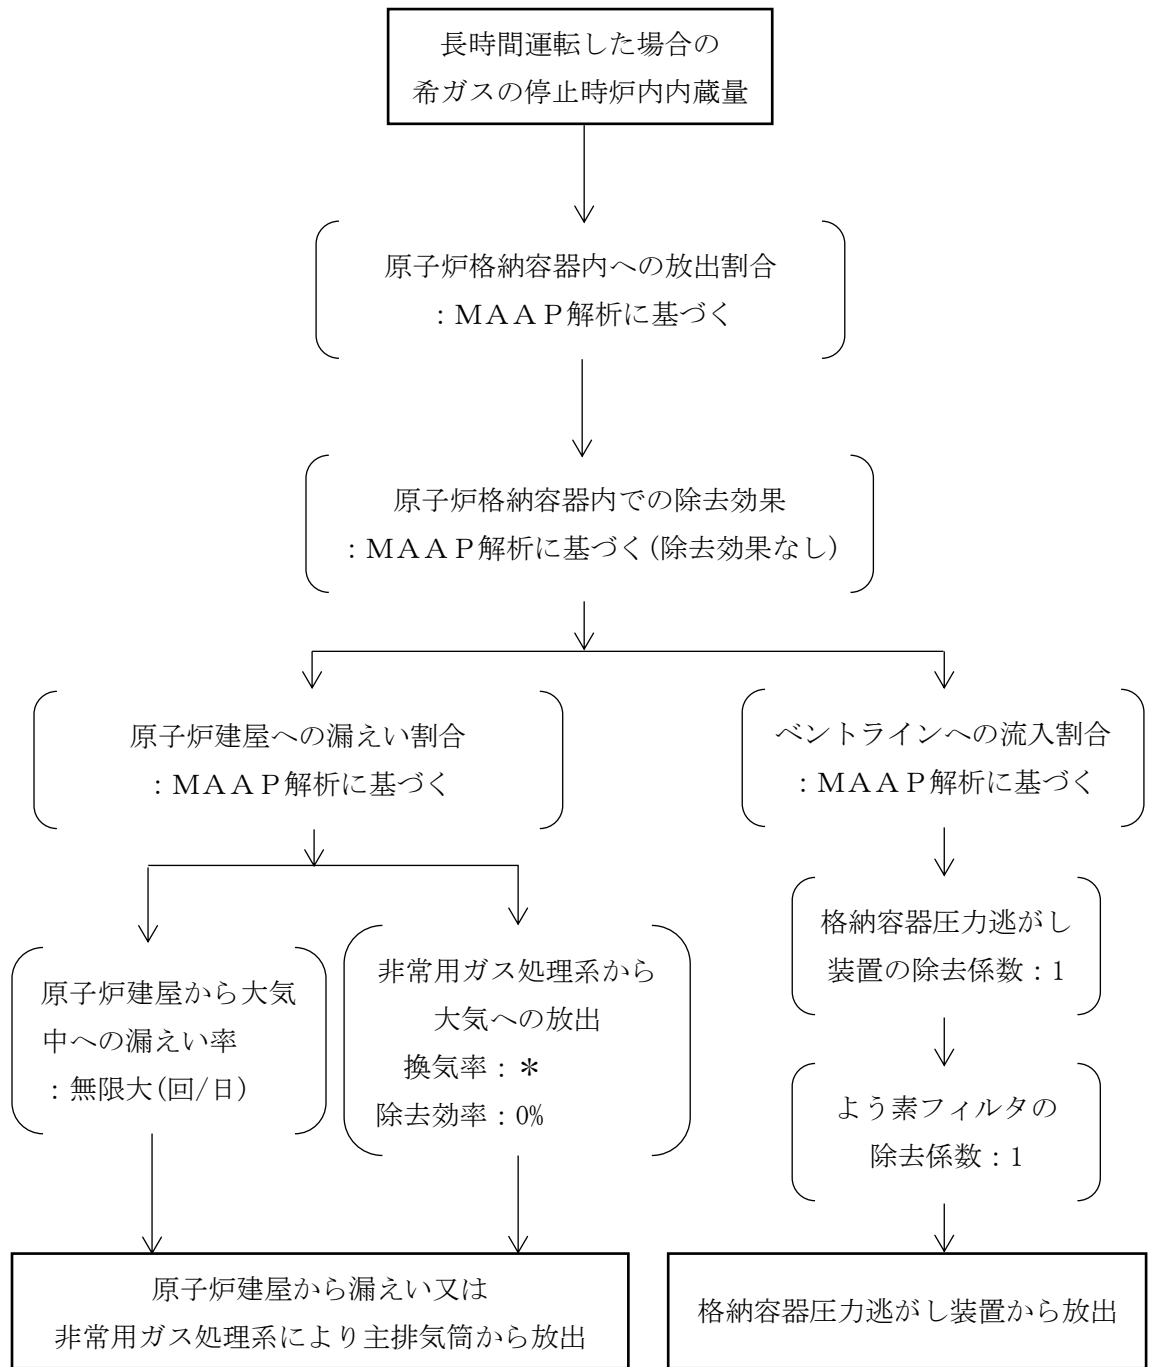 長時間運転した場合の
希ガスの停止時炉内内蔵量
原子炉格納容器内への放出割合
:MAAP解析に基づく
原子炉格納容器内での除去効果
:MAAP解析に基づく(除去効果なし)
原子炉建屋への漏えい割合
:MAAP解析に基づく
ベントラインへの流入割合
:MAAP解析に基づく
原子炉建屋から大気
中への漏えい率
:無限大(回/日)
非常用ガス処理系から
大気への放出
換気率:*
除去効率:0%
格納容器圧力逃がし
装置の除去係数:1
よう素フィルタの
除去係数:1
原子炉建屋から漏えい又は
非常用ガス処理系により主排気筒から放出
格納容器圧力逃がし装置から放出